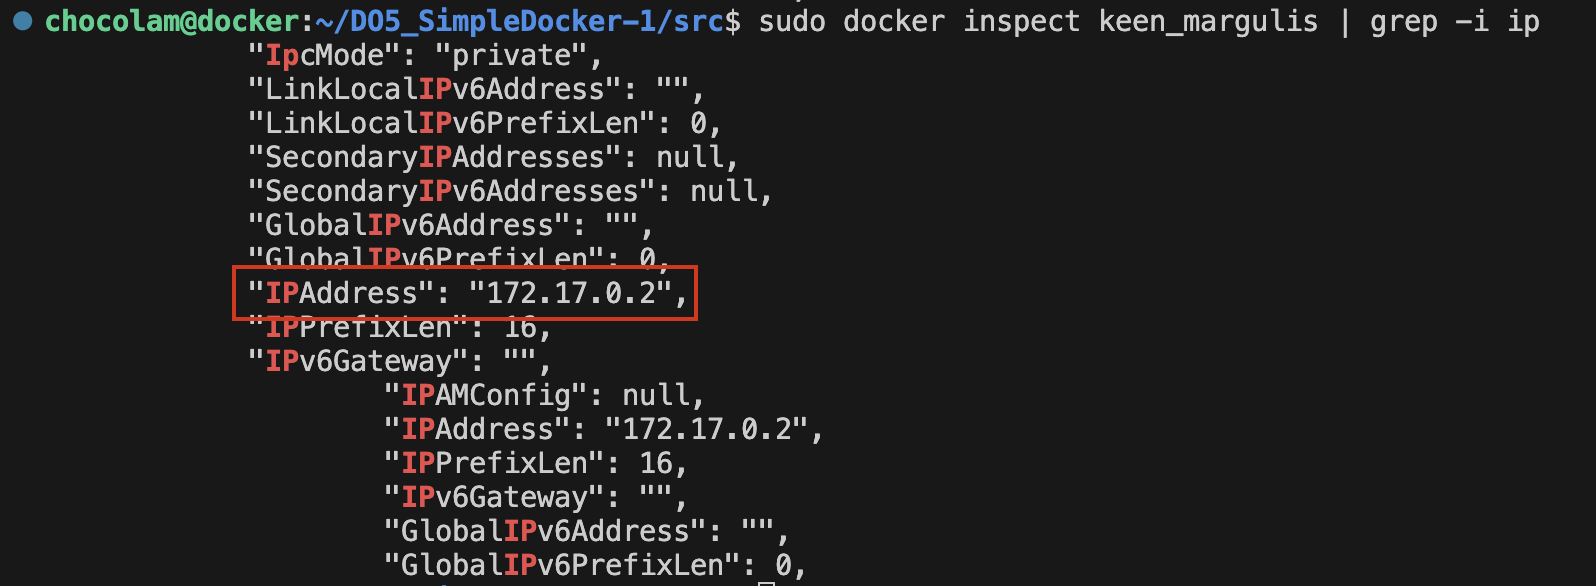 chocolam@docker:~/DO5_SimpleDocker-1/src$ sudo docker inspect keen_margulis | grep -i ip
"IpcMode": "private",
"LinkLocalIPv6Address": "",
"LinkLocalIPv6PrefixLen": 0,
"SecondaryIPAddresses": null,
"SecondaryIPv6Addresses": null,
"GlobalIPv6Address": "",
"GlobalIPv6PrefixLen": 0,
"IPAddress": "172.17.0.2",
"IPPrefixLen": 16,
"IPv6Gateway": "",
"IPAMConfig": null,
"IPAddress": "172.17.0.2",
"IPPrefixLen": 16,
"IPv6Gateway": "",
"GlobalIPv6Address": "",
"GlobalIPv6PrefixLen": 0,